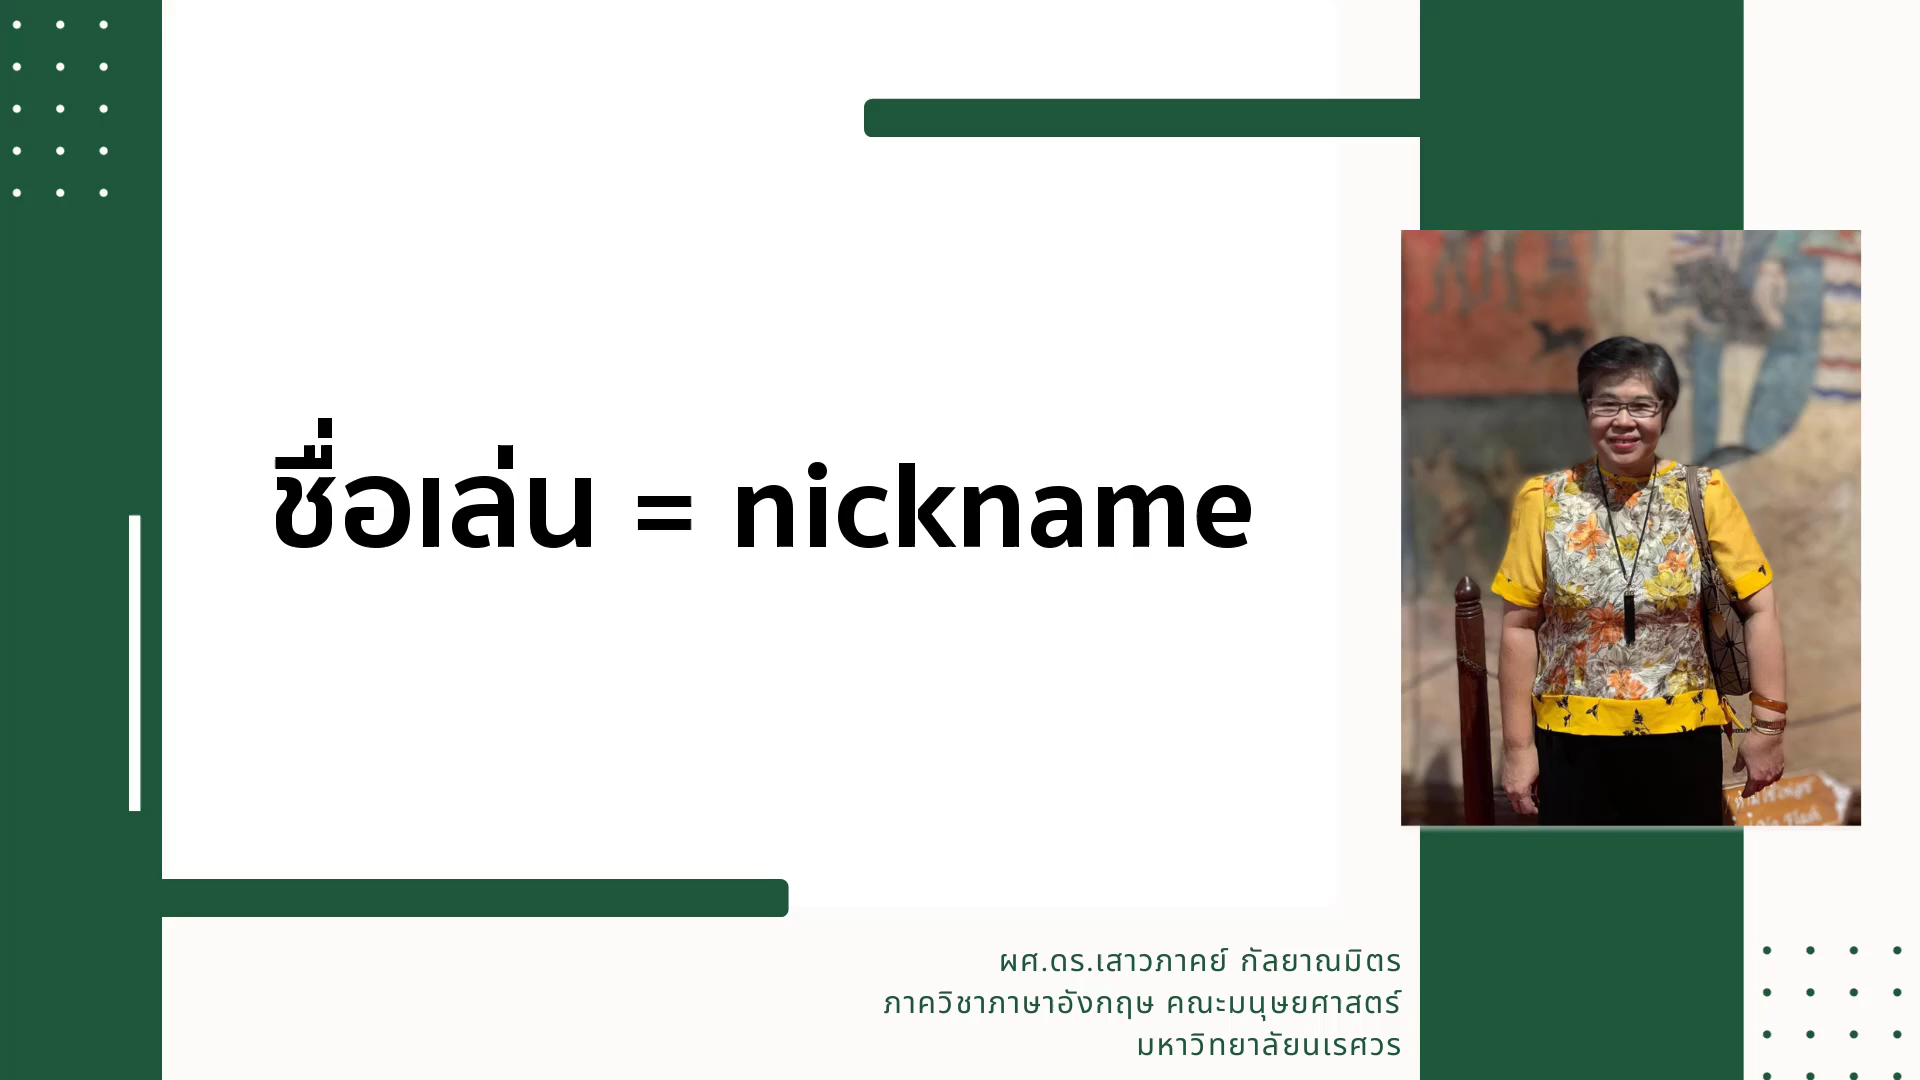 ชื่อเล่น = nickname
ผศ.ดร.เสาวภาคย์ กัลยาณมิตร
ภาควิชาภาษาอังกฤษ คณะมนุษยศาสตร์
มหาวิทยาลัยนเรศวร